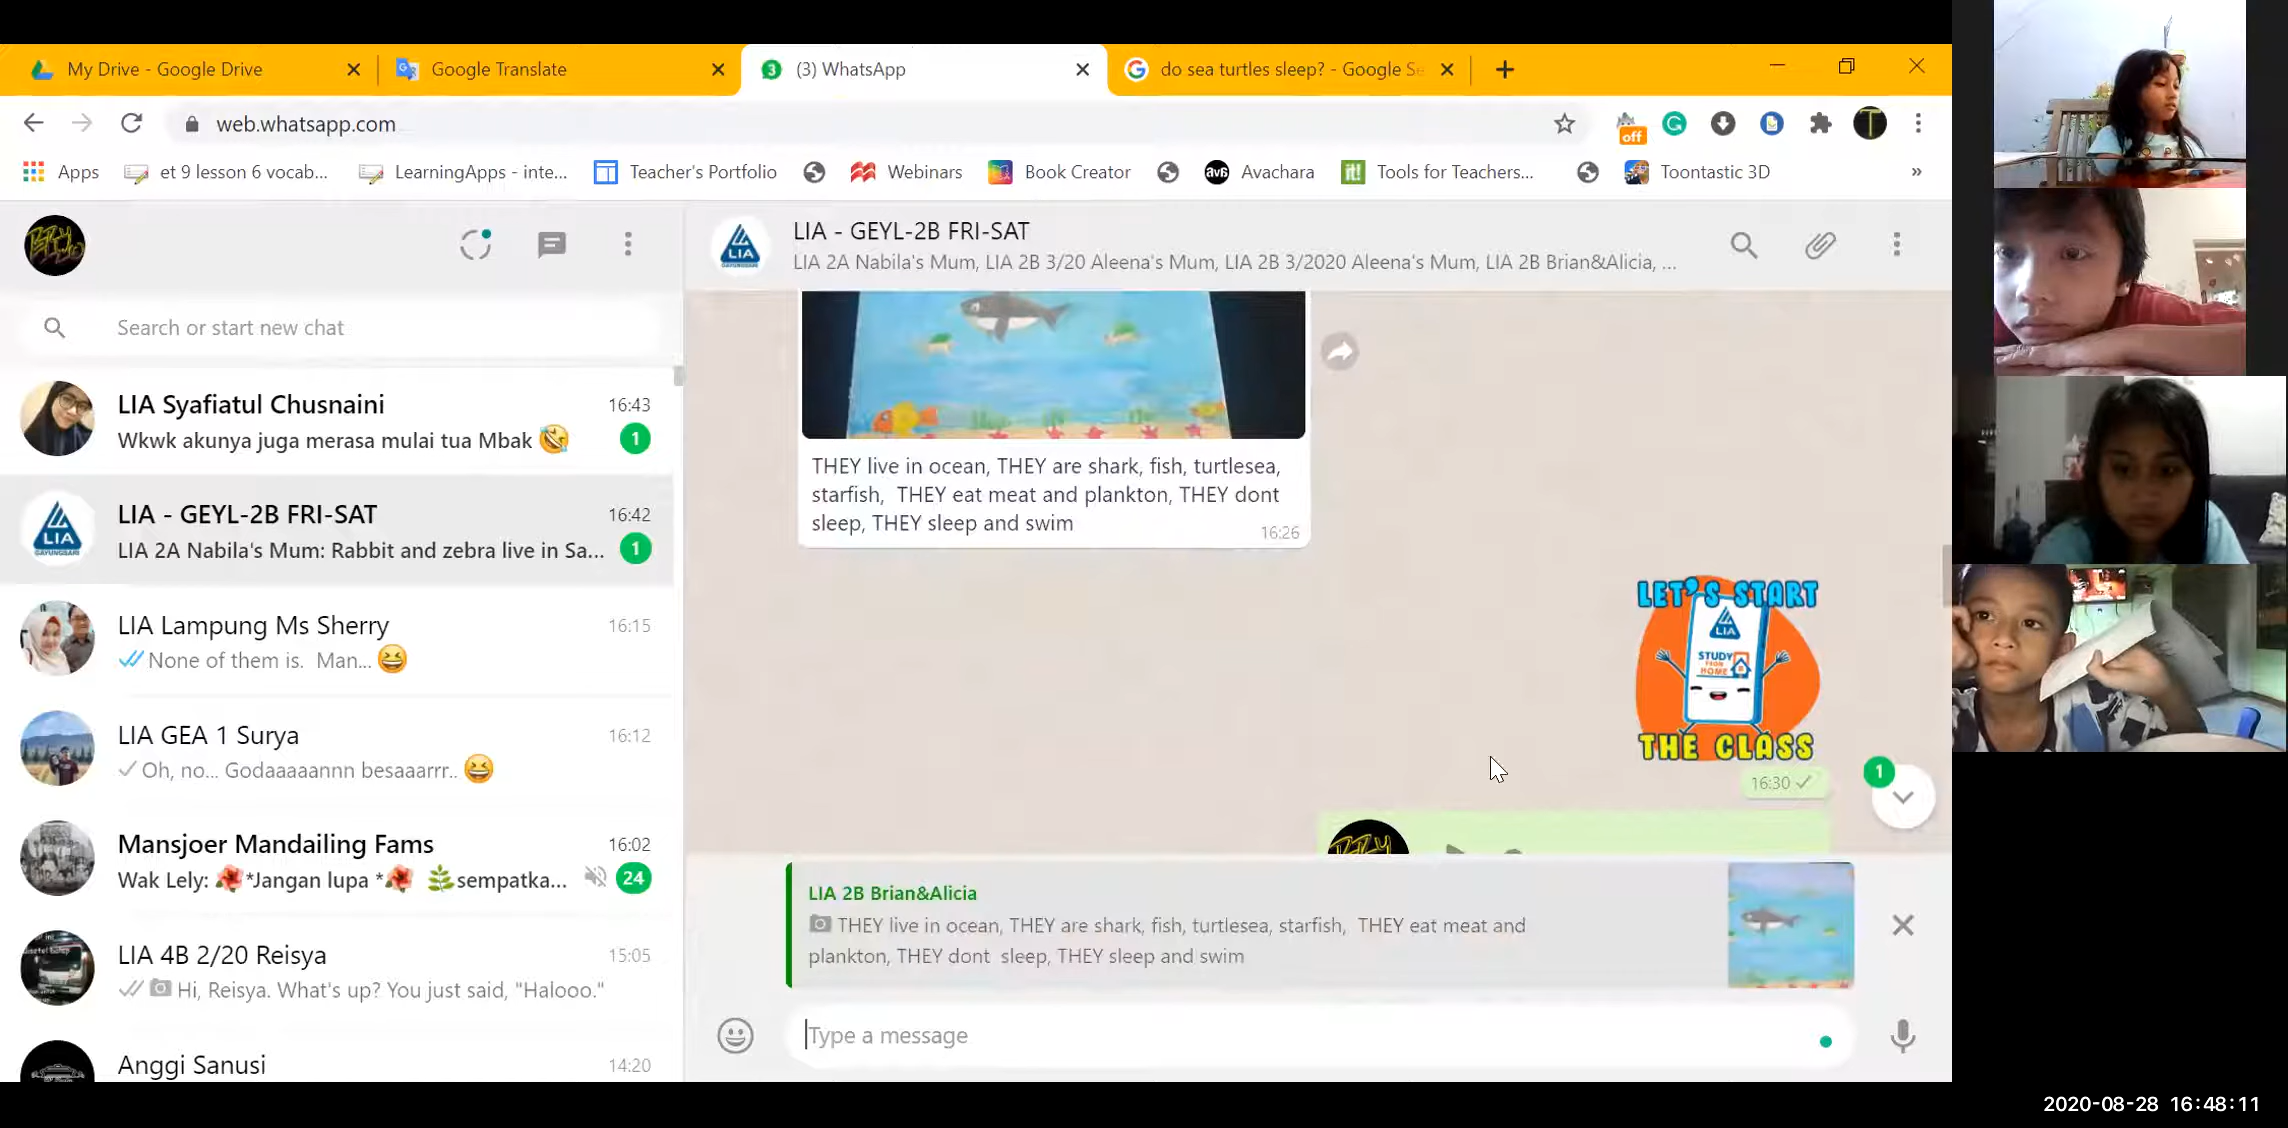 My Drive - Google Drive
Google Translate
3
(3) WhatsApp
do sea turtles sleep? - Google Se
web.whatsapp.com
off
T
Apps
et 9 lesson 6 vocab...
LearningApps - inte...
Teacher's Portfolio
Webinars
Book Creator
ava
Avachara
it!
Tools for Teachers...
Toontastic 3D
»
LIA
LIA - GEYL-2B FRI-SAT
LIA 2A Nabila's Mum, LIA 2B 3/20 Aleena's Mum, LIA 2B 3/2020 Aleena's Mum, LIA 2B Brian&Alicia, ...
Search or start new chat
LIA Syafiatul Chusnaini
16:43
Wkwk akunya juga merasa mulai tua Mbak 🤣
1
LIA
GAYUNGSARI
LIA - GEYL-2B FRI-SAT
16:42
LIA 2A Nabila's Mum: Rabbit and zebra live in Sa...
1
LIA Lampung Ms Sherry
16:15
None of them is. Man... 😆
LIA GEA 1 Surya
16:12
Oh, no... Godaaaaannn besaaarrr.. 😆
Mansjoer Mandailing Fams
16:02
Wak Lely: 🌺*Jangan lupa *🌺 🌿sempatka...
24
LIA 4B 2/20 Reisya
15:05
Hi, Reisya. What's up? You just said, "Halooo."
Anggi Sanusi
14:20
THEY live in ocean, THEY are shark, fish, turtlesea,
starfish, THEY eat meat and plankton, THEY dont
sleep, THEY sleep and swim
16:26
LET'S START
LIA
STUDY
FROM
HOME
THE CLASS
16:30
1
LIA 2B Brian&Alicia
THEY live in ocean, THEY are shark, fish, turtlesea, starfish, THEY eat meat and
plankton, THEY dont sleep, THEY sleep and swim
Type a message
2020-08-28 16:48:11